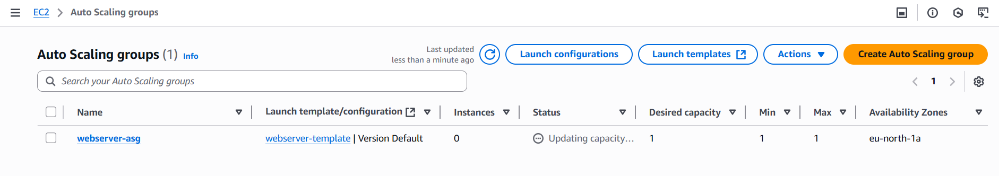 EC2 > Auto Scaling groups
Auto Scaling groups (1) Info
Last updated
less than a minute ago
Launch configurations
Launch templates
Actions
Create Auto Scaling group
Search your Auto Scaling groups
1
Name Launch template/configuration Instances Status Desired capacity Min Max Availability Zones
webserver-asg webserver-template | Version Default 0 Updating capacity... 1 1 1 eu-north-1a